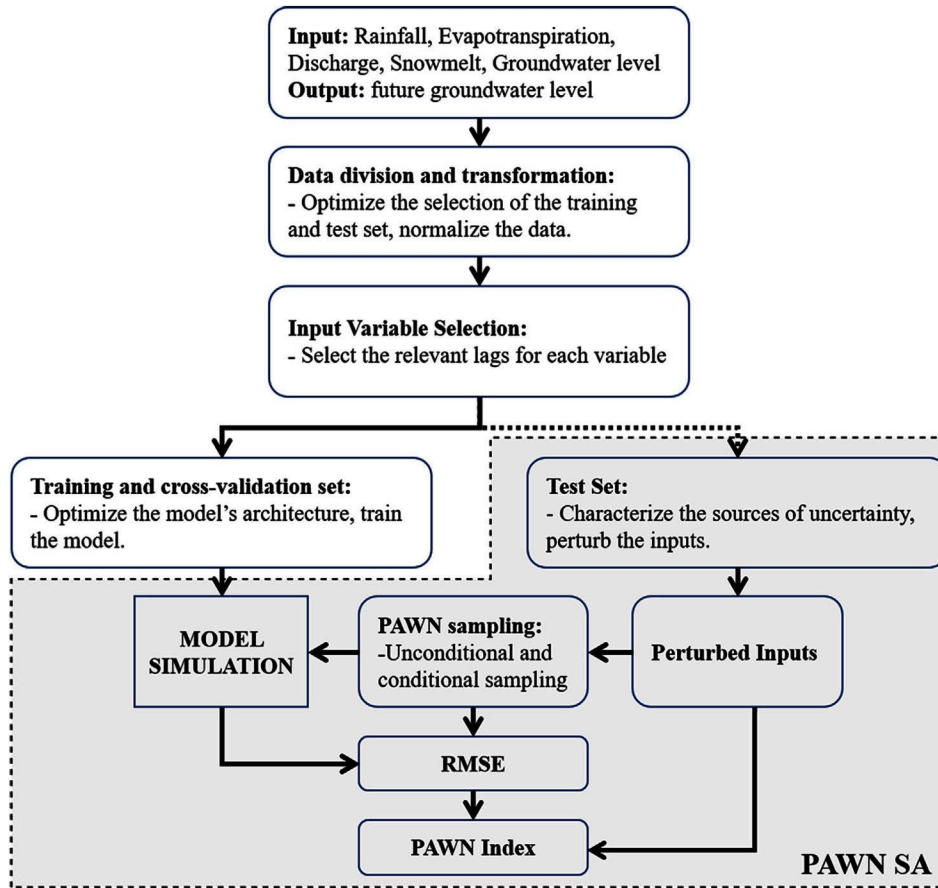 Input: Rainfall, Evapotranspiration,
Discharge, Snowmelt, Groundwater level
Output: future groundwater level
Data division and transformation:
- Optimize the selection of the training
and test set, normalize the data.
Input Variable Selection:
- Select the relevant lags for each variable
Training and cross-validation set:
- Optimize the model’s architecture, train
the model.
Test Set:
- Characterize the sources of uncertainty,
perturb the inputs.
MODEL
SIMULATION
PAWN sampling:
-Unconditional and
conditional sampling
Perturbed Inputs
RMSE
PAWN Index
PAWN SA